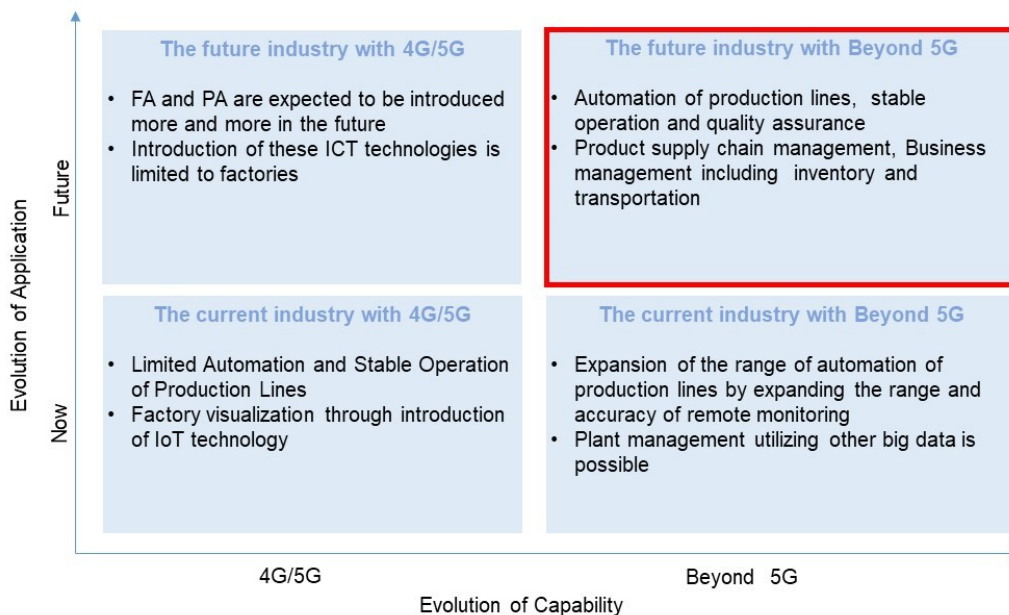 The future industry with 4G/5G
• FA and PA are expected to be introduced
more and more in the future
• Introduction of these ICT technologies is
limited to factories
The future industry with Beyond 5G
• Automation of production lines, stable
operation and quality assurance
• Product supply chain management, Business
management including inventory and
transportation
The current industry with 4G/5G
• Limited Automation and Stable Operation
of Production Lines
• Factory visualization through introduction
of IoT technology
The current industry with Beyond 5G
• Expansion of the range of automation of
production lines by expanding the range and
accuracy of remote monitoring
• Plant management utilizing other big data is
possible
Evolution of Application
Future
Now
4G/5G
Beyond 5G
Evolution of Capability